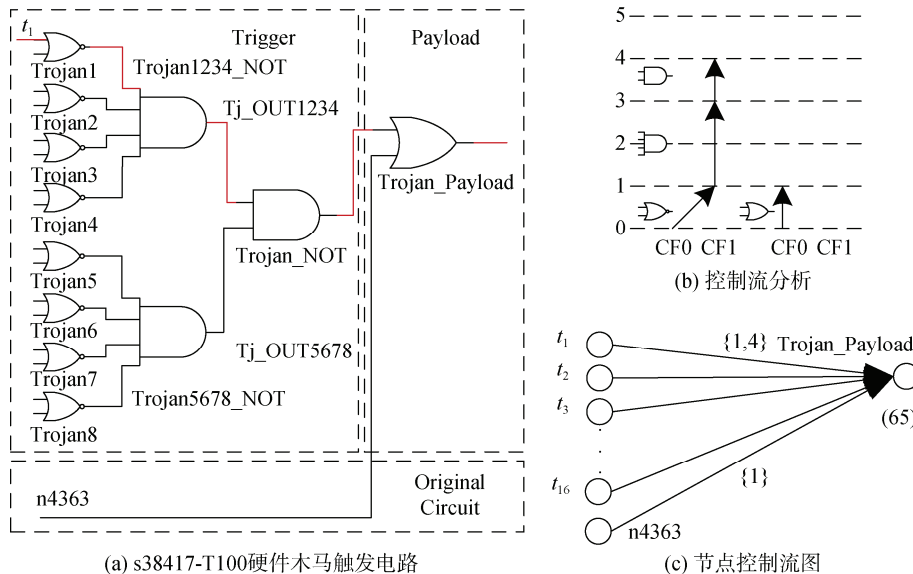 t1
Trigger
Payload
Trojan1
Trojan1234_NOT
Tj_OUT1234
Trojan2
Trojan3
Trojan_Payload
Trojan4
Trojan_NOT
Trojan5
Trojan6
Tj_OUT5678
Trojan7
Trojan5678_NOT
Trojan8
n4363
Original
Circuit
(a) s38417-T100硬件木马触发电路
5
4
3
2
1
0
CF0 CF1 CF0 CF1
(b) 控制流分析
t1
{1,4}
Trojan_Payload
t2
t3
(65)
t16
{1}
n4363
(c) 节点控制流图